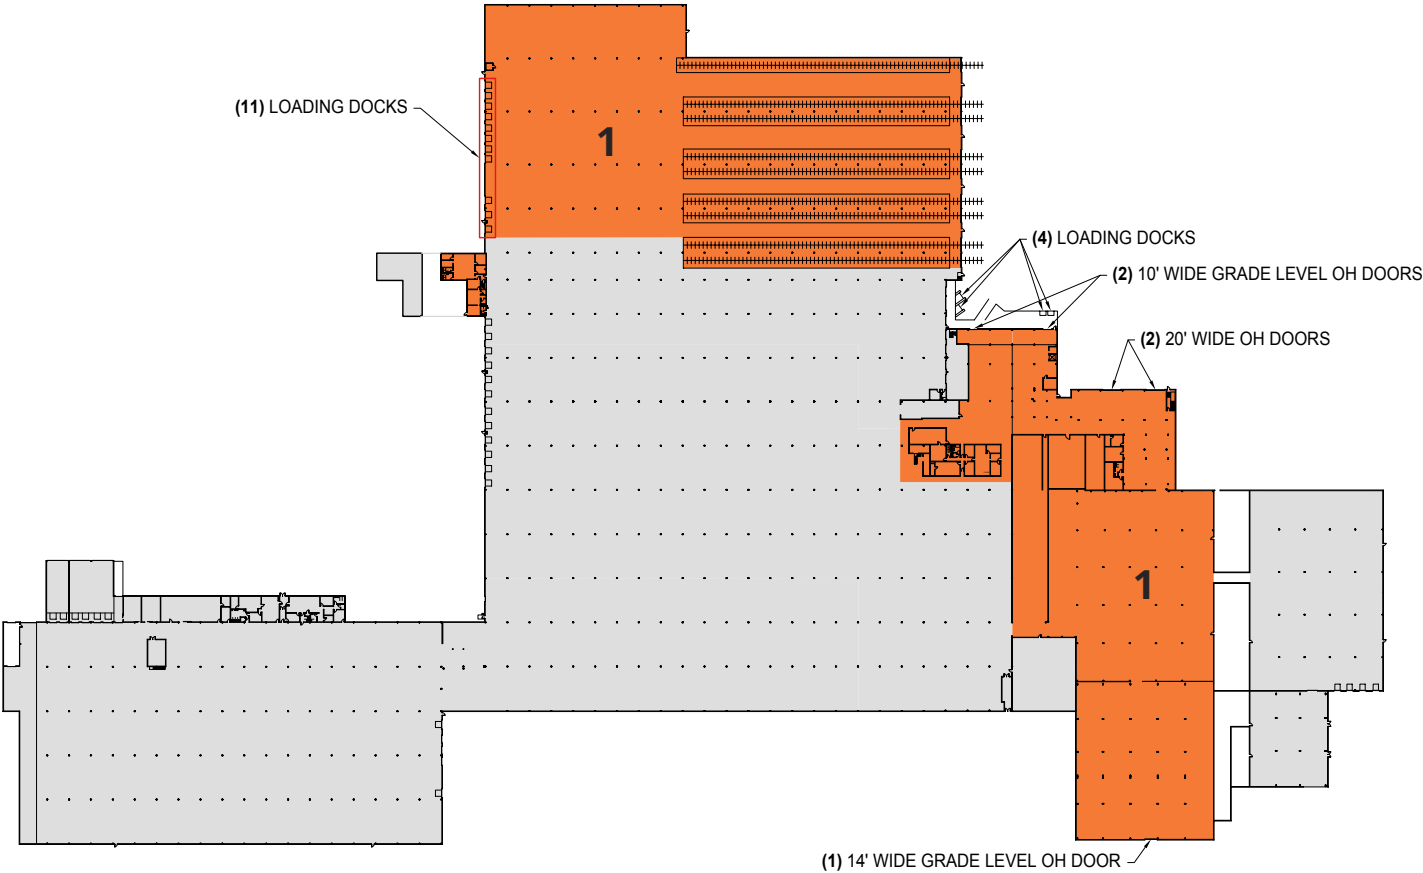 (11) LOADING DOCKS
1
(4) LOADING DOCKS
(2) 10' WIDE GRADE LEVEL OH DOORS
(2) 20' WIDE OH DOORS
1
(1) 14' WIDE GRADE LEVEL OH DOOR